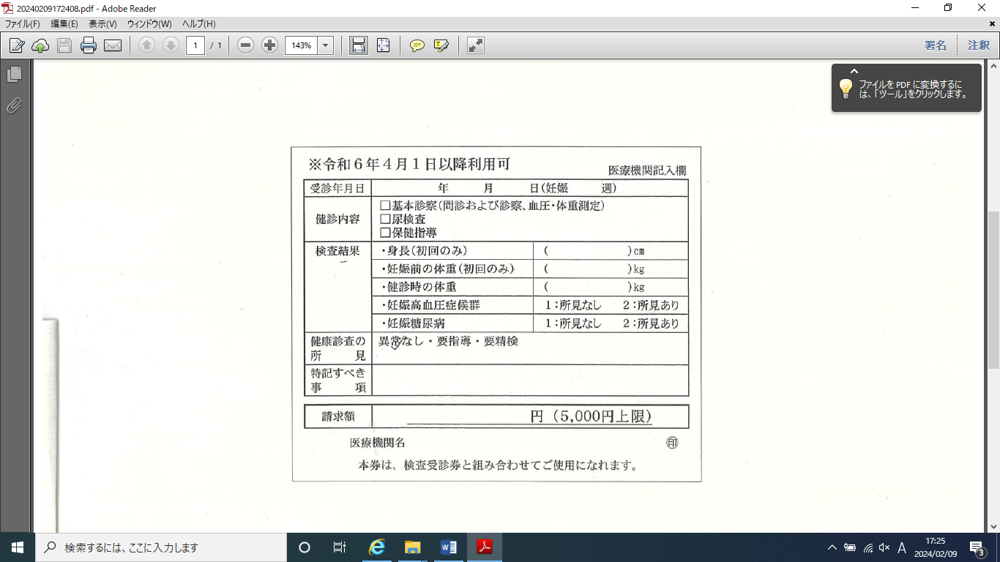 20240209172408.pdf - Adobe Reader
ファイル(F) 編集(E) 表示(V) ウィンドウ(W) ヘルプ(H)
1 / 1 143% 署名 注釈
ファイルを PDF に変換するに
は、「ツール」をクリックします。
※令和6年4月1日以降利用可
医療機関記入欄
受診年月日 年 月 日(妊娠 週)
健診内容
□基本診察(問診および診察、血圧・体重測定)
□尿検査
□保健指導
検査結果 ・身長(初回のみ) ( )cm
・妊娠前の体重(初回のみ) ( )kg
・健診時の体重 ( )kg
・妊娠高血圧症候群 1:所見なし 2:所見あり
・妊娠糖尿病 1:所見なし 2:所見あり
健康診査の
所見
異常なし・要指導・要精検
特記すべき
事項
請求額 円(5,000円上限)
医療機関名 ㊞
本券は、検査受診券と組み合わせてご使用になれます。
検索するには、ここに入力します
A 17:25
2024/02/09
3